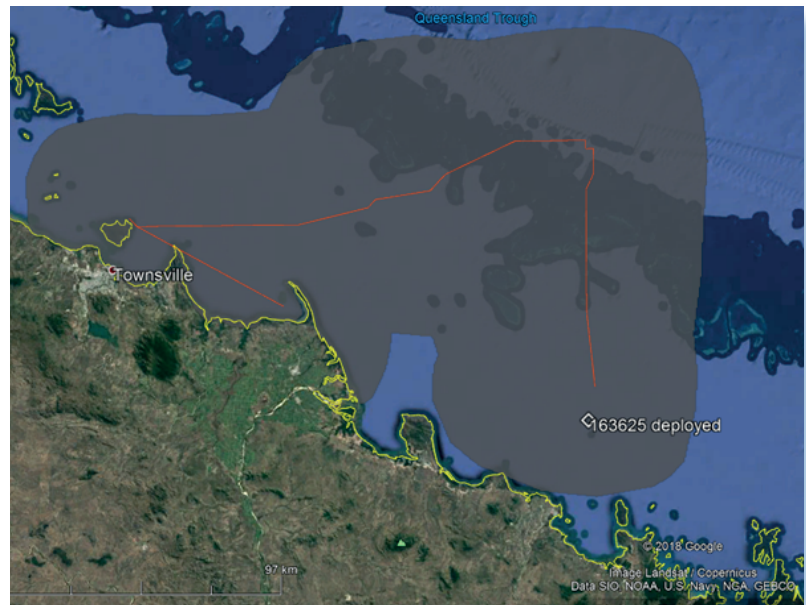 Queensland Trough
Townsville
163625 deployed
97 km
© 2018 Google
Image Landsat / Copernicus
Data SIO, NOAA, U.S. Navy, NGA, GEBCO